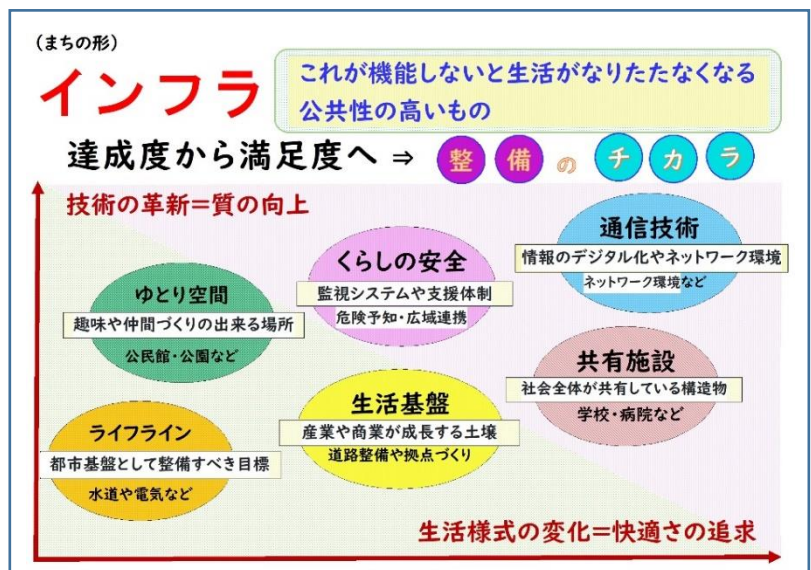 (まちの形)
インフラ
これが機能しないと生活がなりたたなくなる
公共性の高いもの
達成度から満足度へ ⇒ 整備のチカラ
技術の革新=質の向上
通信技術
情報のデジタル化やネットワーク環境
ネットワーク環境など
くらしの安全
監視システムや支援体制
危険予知・広域連携
ゆとり空間
趣味や仲間づくりの出来る場所
公民館・公園など
共有施設
社会全体が共有している構造物
学校・病院など
生活基盤
産業や商業が成長する土壌
道路整備や拠点づくり
ライフライン
都市基盤として整備すべき目標
水道や電気など
生活様式の変化=快適さの追求